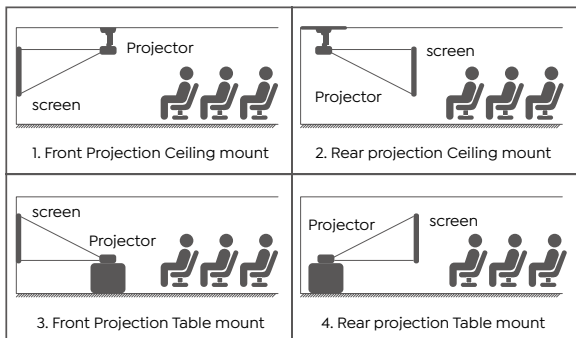 Projector
screen
1. Front Projection Ceiling mount
screen
Projector
2. Rear projection Ceiling mount
screen
Projector
3. Front Projection Table mount
Projector
screen
4. Rear projection Table mount